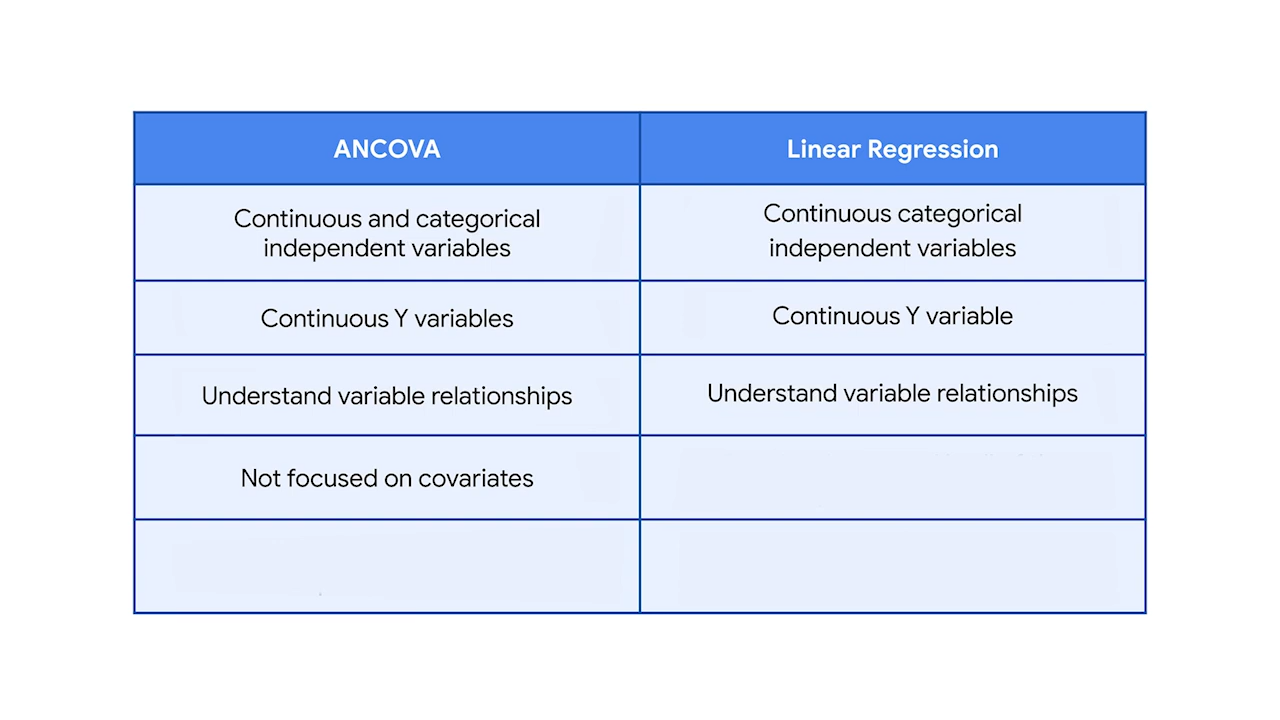 ANCOVA
Linear Regression
Continuous and categorical
independent variables
Continuous categorical
independent variables
Continuous Y variables
Continuous Y variable
Understand variable relationships
Understand variable relationships
Not focused on covariates